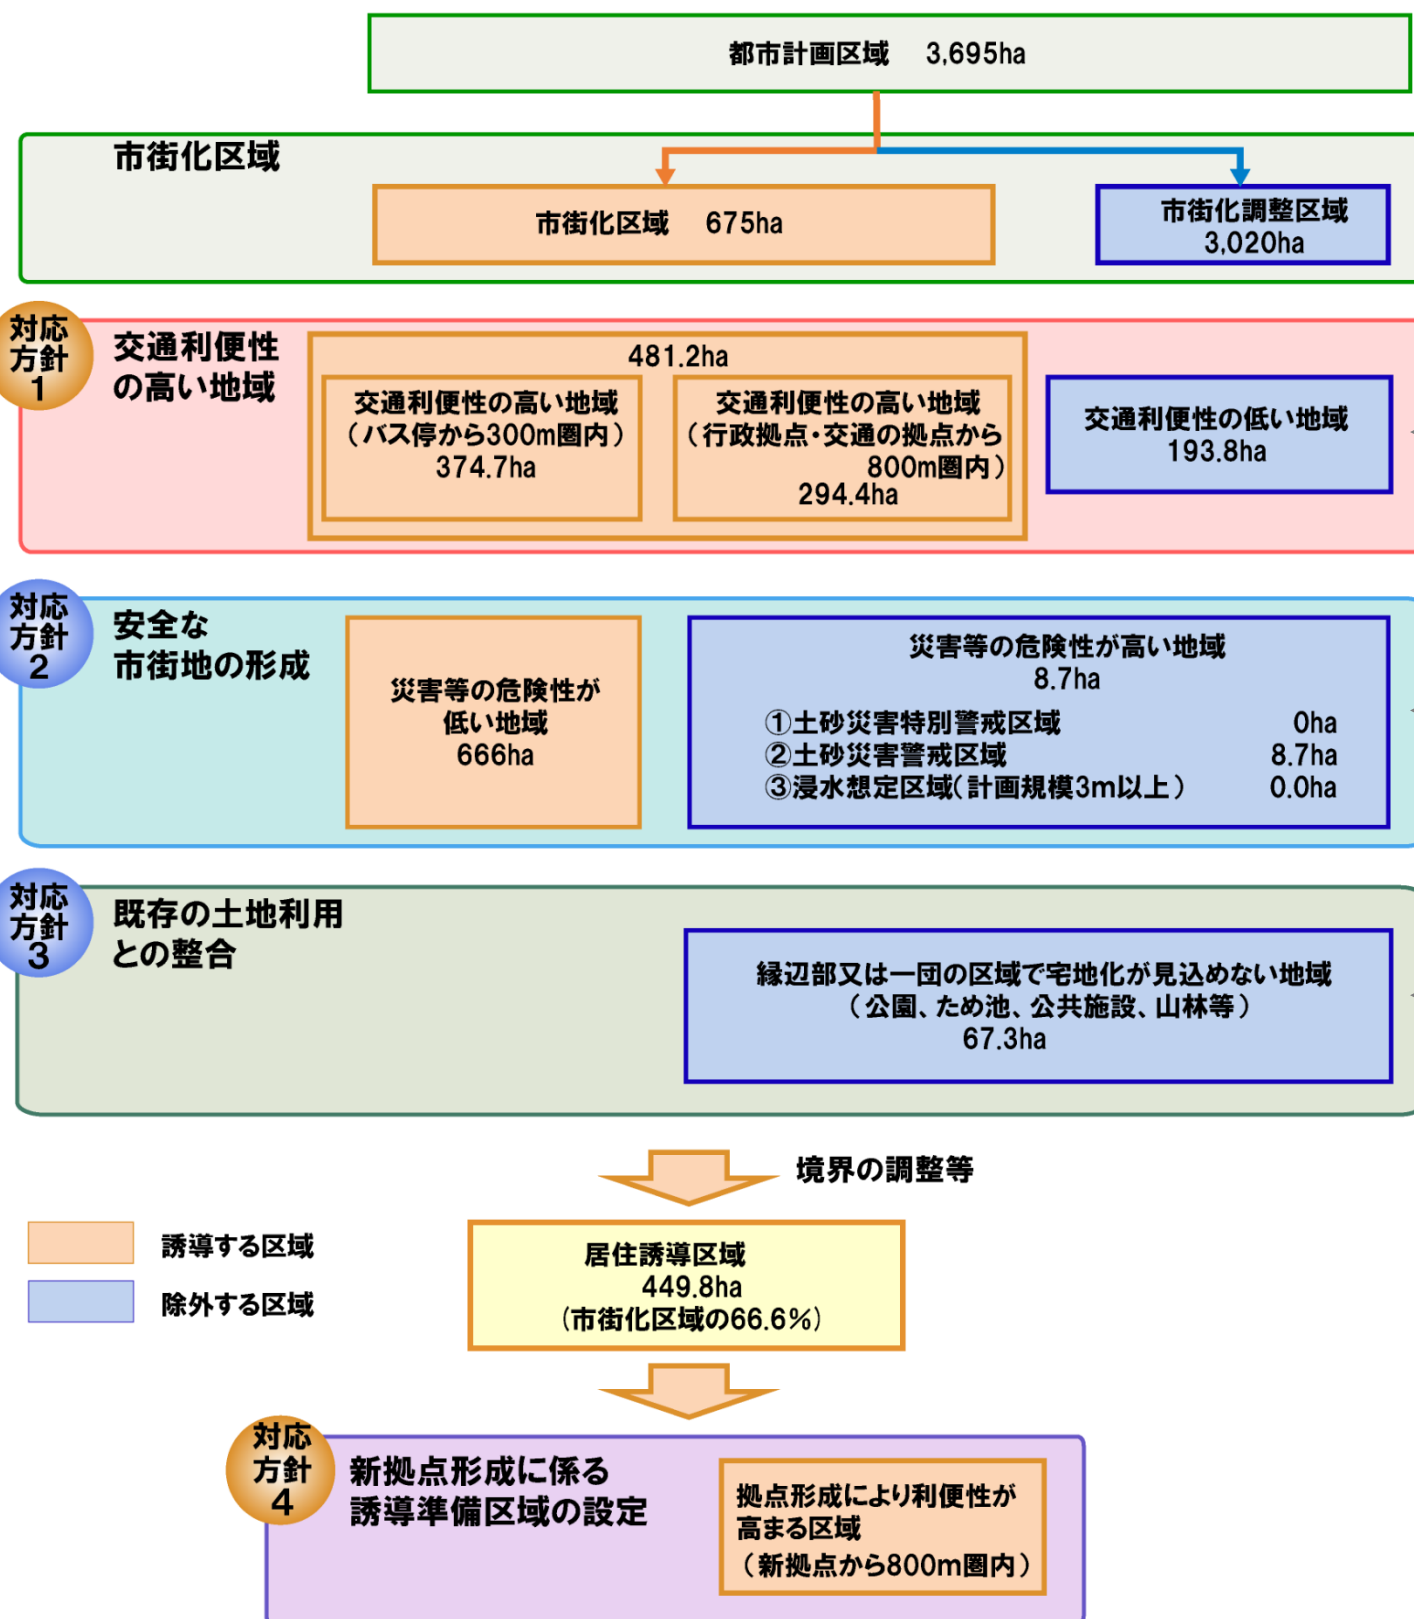 都市計画区域 3,695ha
市街化区域
市街化区域 675ha
市街化調整区域
3,020ha
対応
方針
1
交通利便性
の高い地域
481.2ha
交通利便性の高い地域
（バス停から300m圏内）
374.7ha
交通利便性の高い地域
（行政拠点・交通の拠点から
800m圏内）
294.4ha
交通利便性の低い地域
193.8ha
対応
方針
2
安全な
市街地の形成
災害等の危険性が
低い地域
666ha
災害等の危険性が高い地域
8.7ha
①土砂災害特別警戒区域 0ha
②土砂災害警戒区域 8.7ha
③浸水想定区域（計画規模3m以上） 0.0ha
対応
方針
3
既存の土地利用
との整合
縁辺部又は一団の区域で宅地化が見込めない地域
（公園、ため池、公共施設、山林等）
67.3ha
境界の調整等
誘導する区域
除外する区域
居住誘導区域
449.8ha
（市街化区域の66.6%）
対応
方針
4
新拠点形成に係る
誘導準備区域の設定
拠点形成により利便性が
高まる区域
（新拠点から800m圏内）